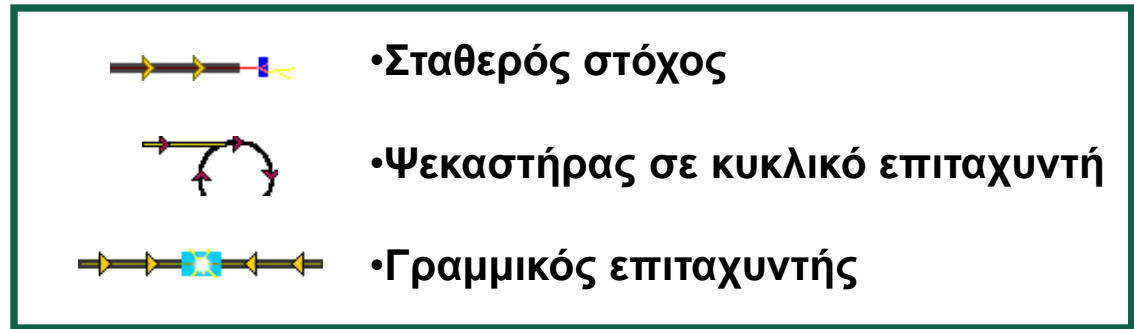 •Σταθερός στόχος
•Ψεκαστήρας σε κυκλικό επιταχυντή
•Γραμμικός επιταχυντής